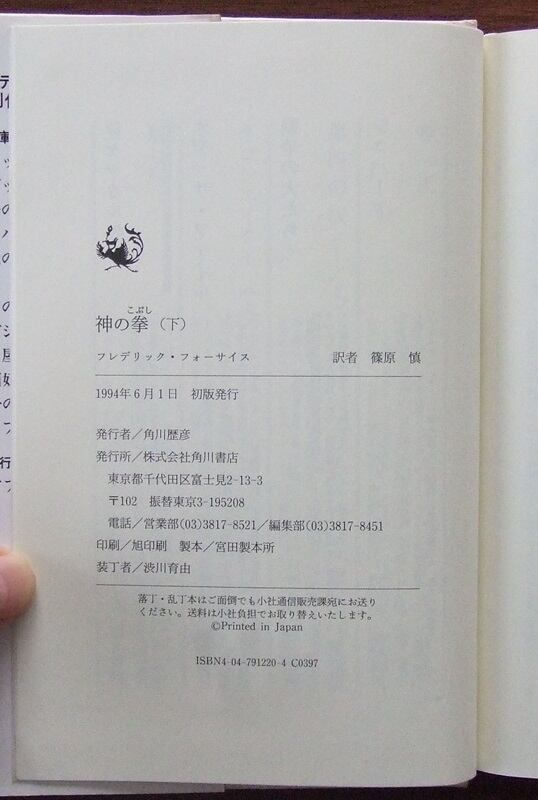 こぶし
神の拳（下）
フレデリック・フォーサイス　訳者　篠原　慎
1994年6月1日　初版発行
発行者／角川歴彦
発行所／株式会社角川書店
東京都千代田区富士見2-13-3
〒102　振替東京3-195208
電話／営業部(03)3817-8521／編集部(03)3817-8451
印刷／旭印刷　製本／宮田製本所
装丁者／渋川育由
落丁・乱丁本はご面倒でも小社通信販売課宛にお送り
ください。送料は小社負担でお取り替えいたします。
©Printed in Japan
ISBN4-04-791220-4 C0397